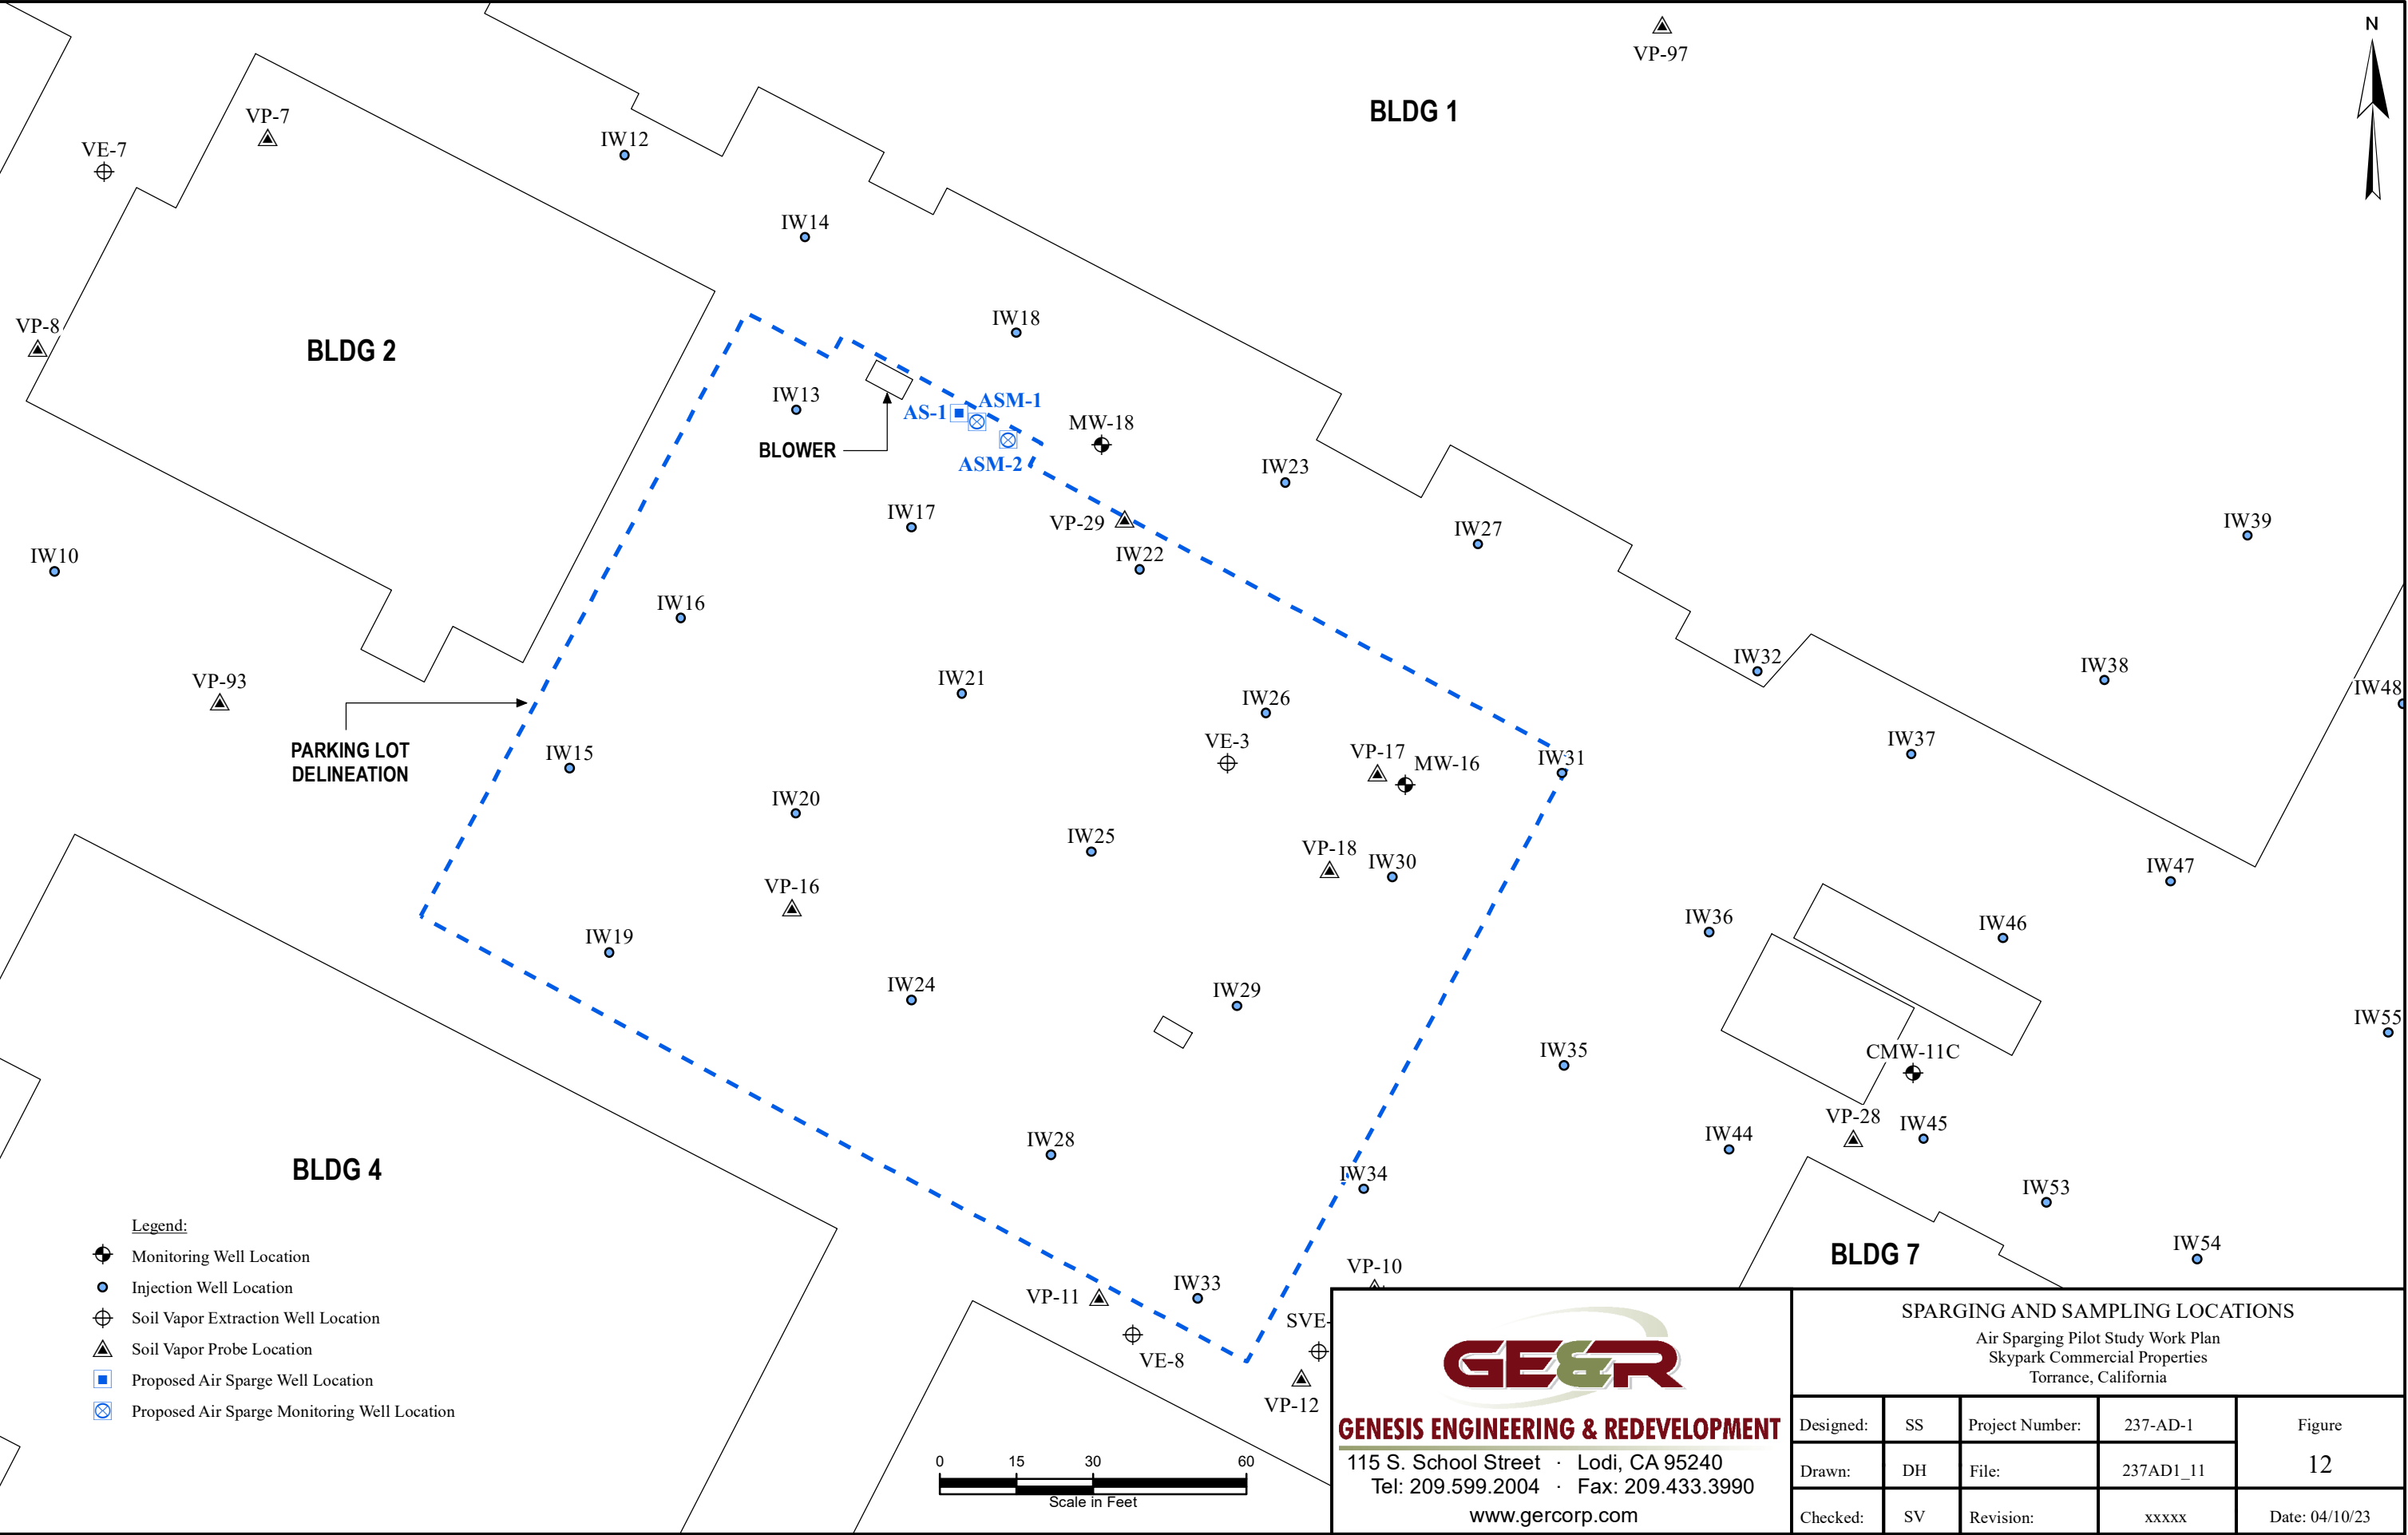 N
VP-97
BLDG 1
VP-7
VE-7
IW12
IW14
VP-8
BLDG 2
IW18
IW13
ASM-1
AS-1
MW-18
BLOWER
ASM-2
IW23
IW17
VP-29
IW27
IW39
IW10
IW22
IW16
IW32
IW38
VP-93
IW21
IW26
IW48
PARKING LOT
DELINEATION
IW15
VE-3
VP-17
MW-16
IW31
IW37
IW20
IW25
VP-18
IW30
IW47
VP-16
IW36
IW46
IW19
IW24
IW29
IW55
IW35
CMW-11C
VP-28
IW45
IW28
IW44
BLDG 4
IW34
IW53
BLDG 7
IW54
VP-10
VP-11
IW33
SVE-
VE-8
VP-12
Legend:
Monitoring Well Location
Injection Well Location
Soil Vapor Extraction Well Location
Soil Vapor Probe Location
Proposed Air Sparge Well Location
Proposed Air Sparge Monitoring Well Location
0 15 30 60
Scale in Feet
GE&R
GENESIS ENGINEERING & REDEVELOPMENT
115 S. School Street · Lodi, CA 95240
Tel: 209.599.2004 · Fax: 209.433.3990
www.gercorp.com
SPARGING AND SAMPLING LOCATIONS
Air Sparging Pilot Study Work Plan
Skypark Commercial Properties
Torrance, California
Designed: SS Project Number: 237-AD-1 Figure
12
Drawn: DH File: 237AD1_11
Checked: SV Revision: xxxxx Date: 04/10/23